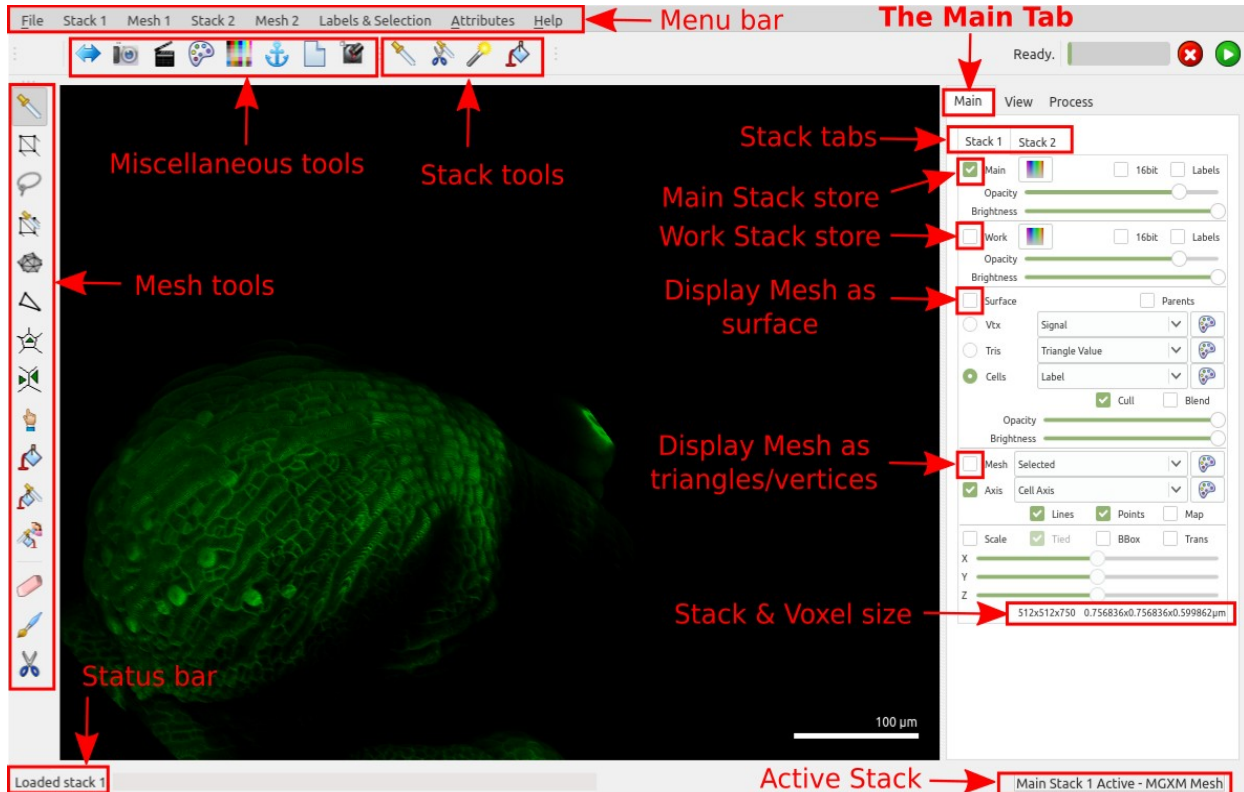 File Stack 1 Mesh 1 Stack 2 Mesh 2 Labels & Selection Attributes Help
Menu bar
The Main Tab
Ready.
Main View Process
Miscellaneous tools
Stack tools
Mesh tools
Stack tabs
Stack 1 Stack 2
Main Stack store
Main 16bit Labels
Opacity
Brightness
Work Stack store
Work 16bit Labels
Opacity
Brightness
Display Mesh as
surface
Surface Parents
Vtx Signal
Tris Triangle Value
Cells Label
Cull Blend
Opacity
Brightness
Display Mesh as
triangles/vertices
Mesh Selected
Axis Cell Axis
Lines Points Map
Scale Tied BBox Trans
X
Y
Z
Stack & Voxel size
512x512x750 0.756836x0.756836x0.599862µm
Status bar
100 µm
Loaded stack 1
Active Stack
Main Stack 1 Active - MGXM Mesh